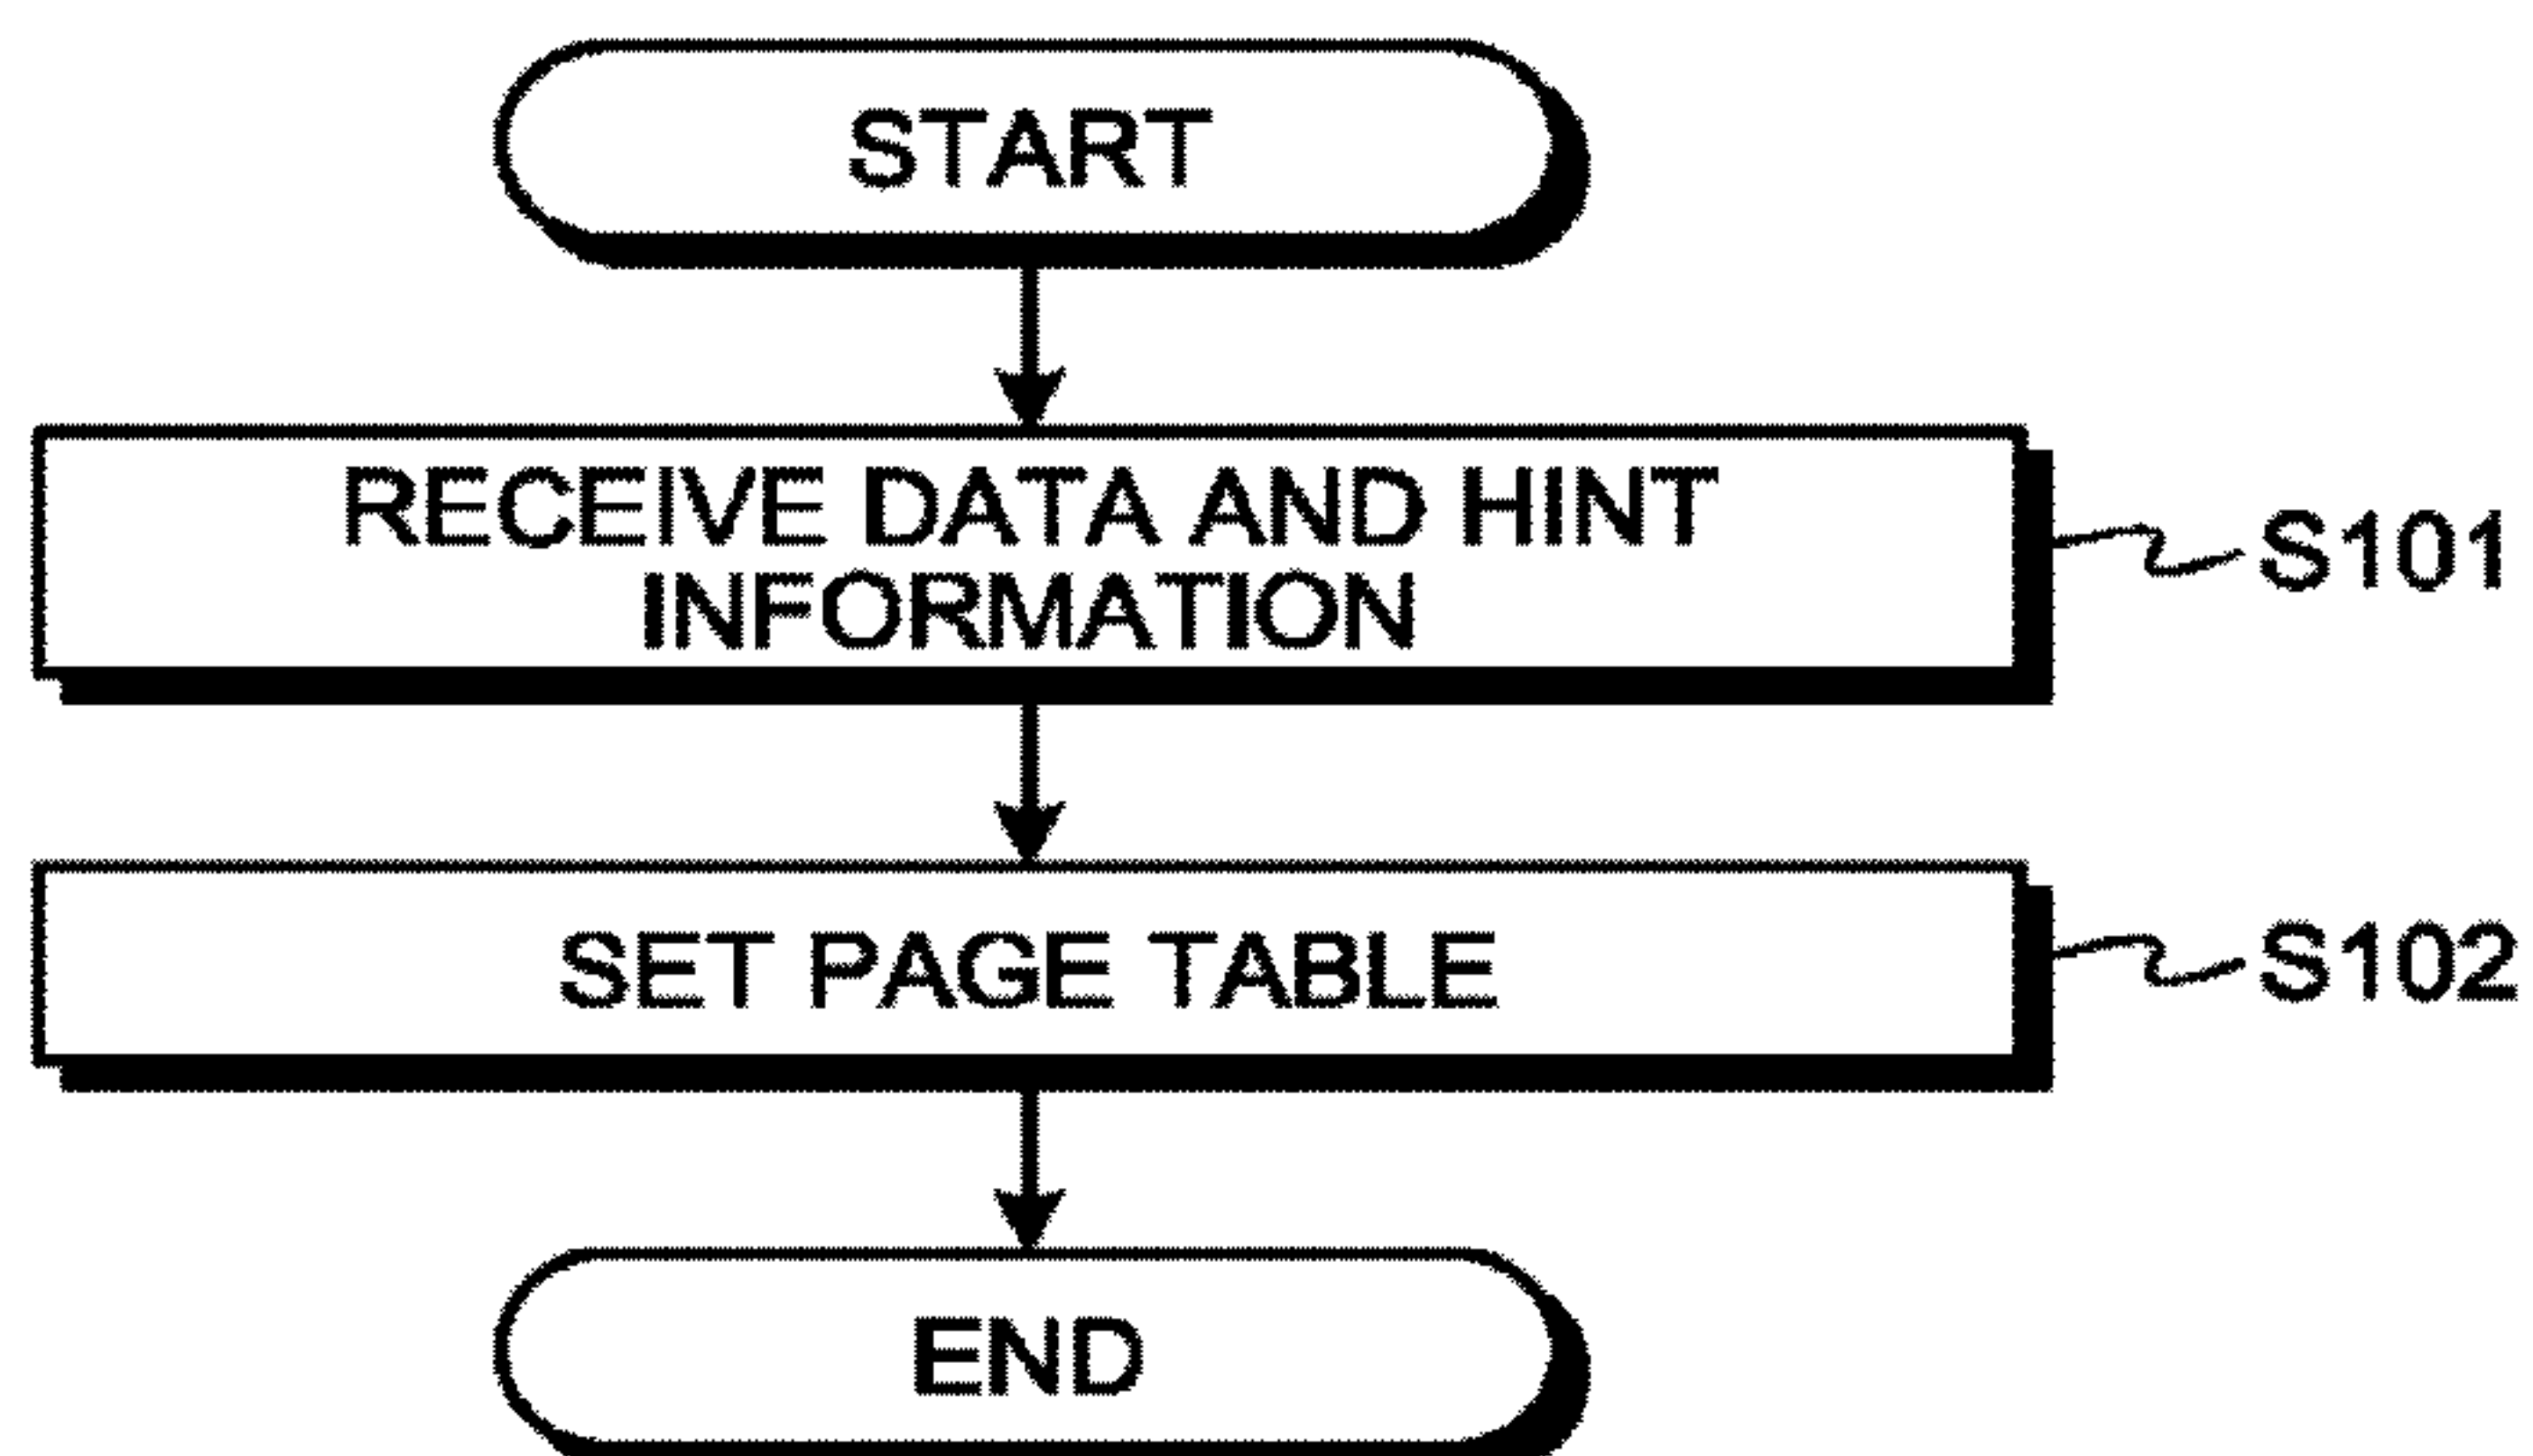 START
RECEIVE DATA AND HINT
INFORMATION
S101
SET PAGE TABLE
S102
END